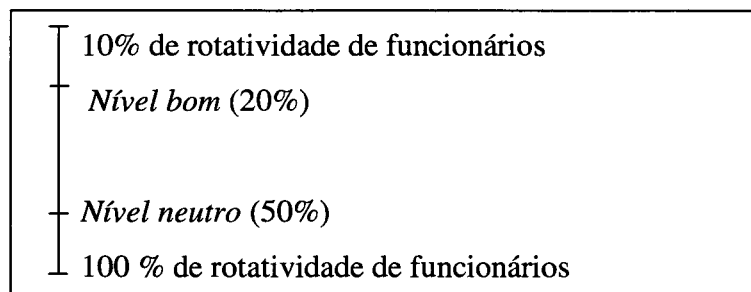 10% de rotatividade de funcionários
Nível bom (20%)
Nível neutro (50%)
100 % de rotatividade de funcionários